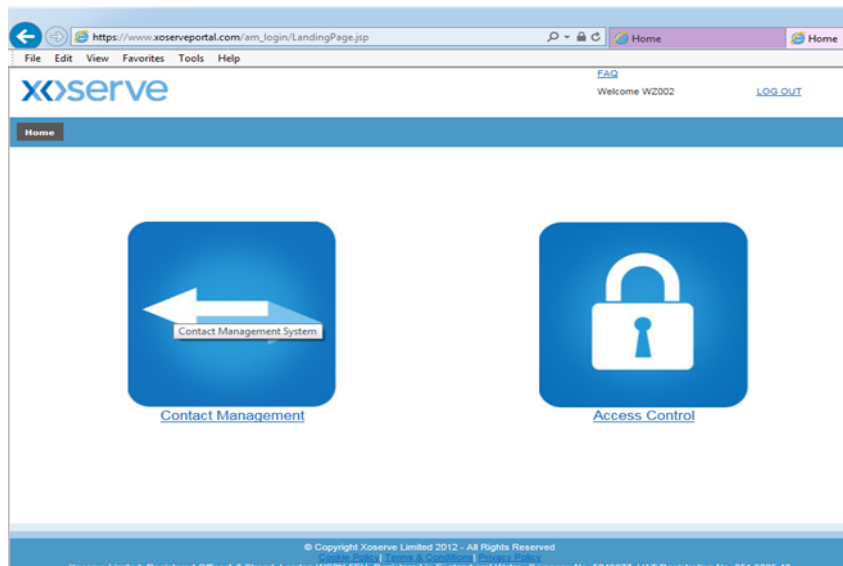 https://www.xoserveportal.com/am_login/LandingPage.jsp
Home
Home
File Edit View Favorites Tools Help
xoserve
FAQ
Welcome WZ002
LOG OUT
Home
Contact Management System
Contact Management
Access Control
© Copyright Xoserve Limited 2012 - All Rights Reserved
Cookie Policy| Terms & Conditions| Privacy Policy